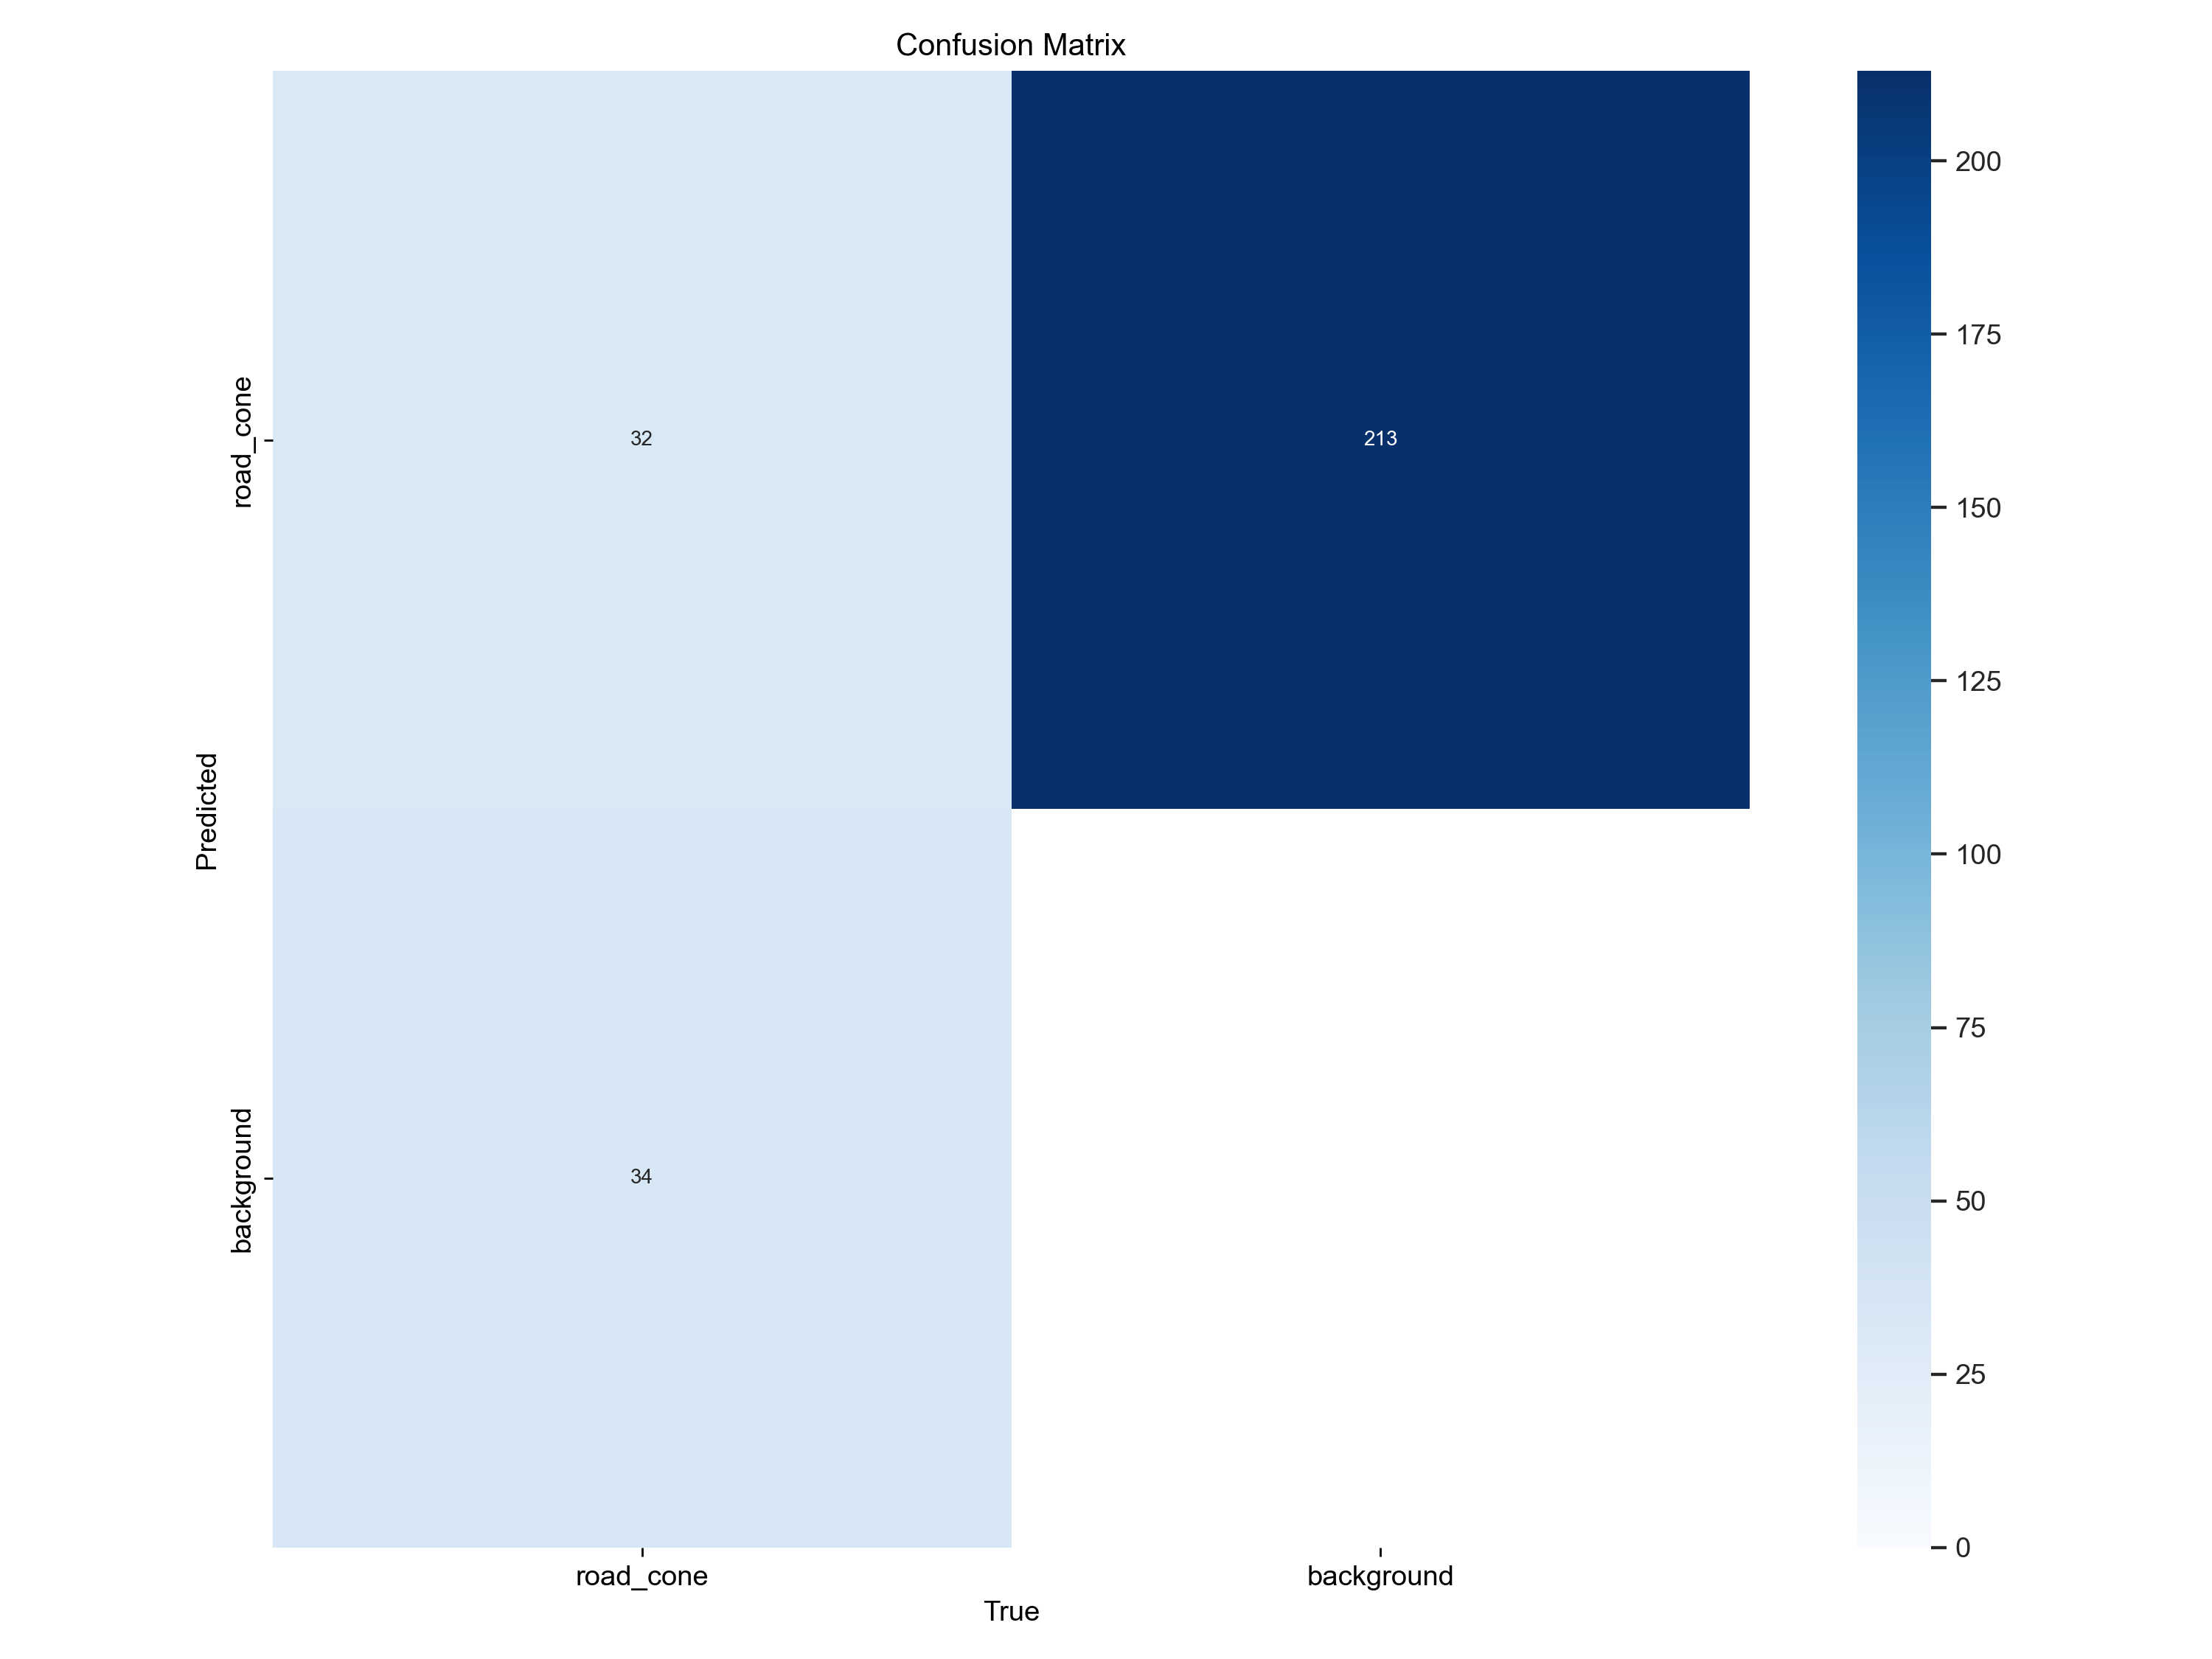 Confusion Matrix
road_cone
32
213
Predicted
background
34
road_cone
background
True
200
175
150
125
100
75
50
25
0